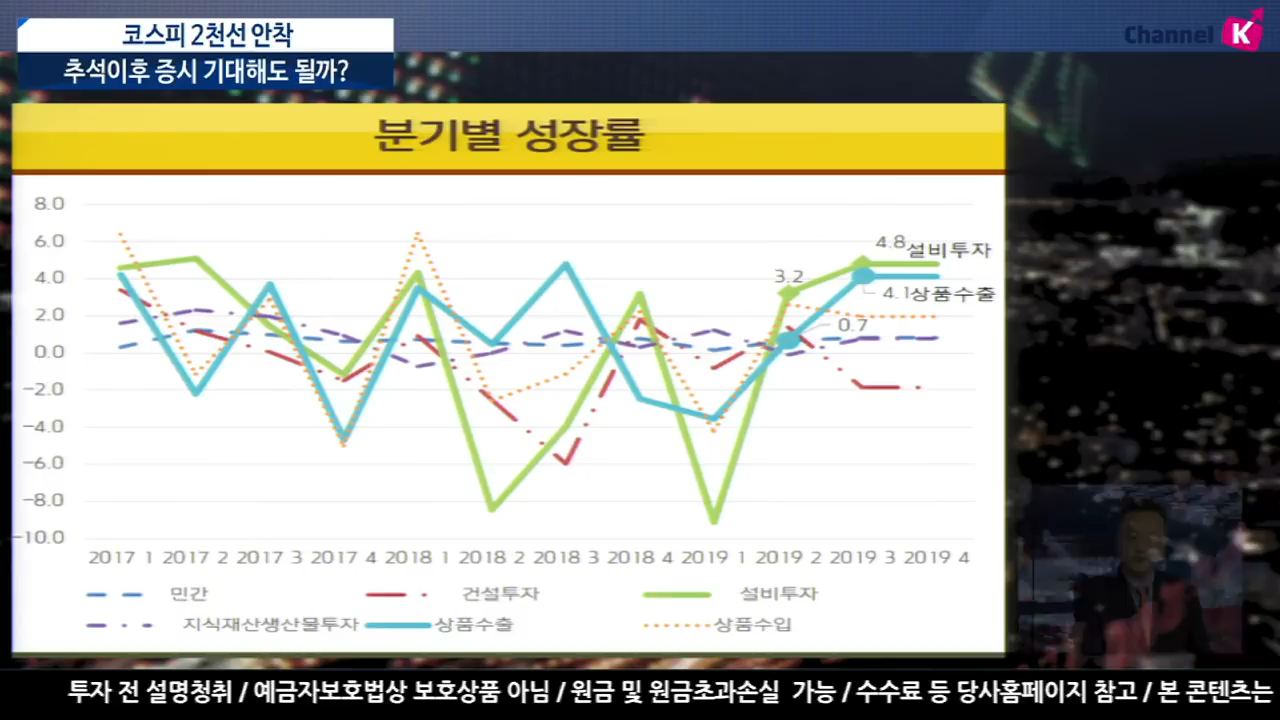 코스피 2천선 안착
추석이후 증시 기대해도 될까?
Channel K
분기별 성장률
8.0
6.0
4.0
2.0
0.0
-2.0
-4.0
-6.0
-8.0
-10.0
4.8 설비투자
3.2
4.1 상품수출
0.7
2017 1 2017 2 2017 3 2017 4 2018 1 2018 2 2018 3 2018 4 2019 1 2019 2 2019 3 2019 4
민간 건설투자 설비투자
지식재산생산물투자 상품수출 상품수입
투자 전 설명청취 / 예금자보호법상 보호상품 아님 / 원금 및 원금초과손실 가능 / 수수료 등 당사홈페이지 참고 / 본 콘텐츠는